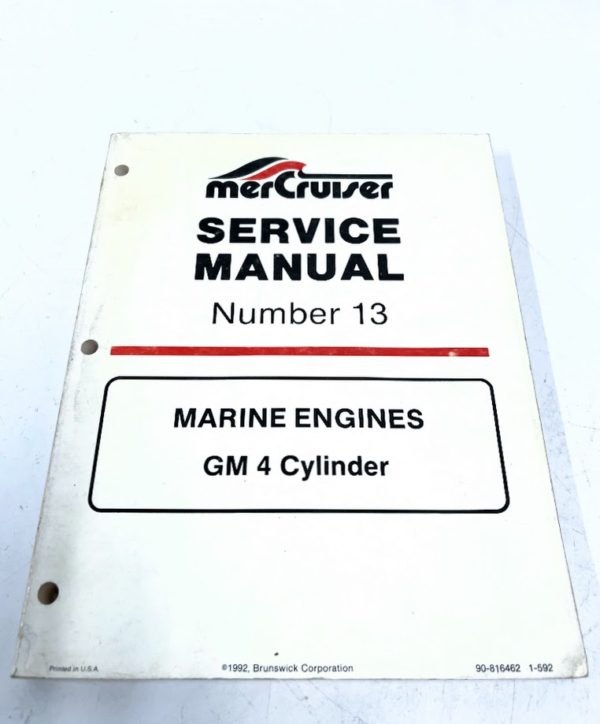 merCruiser
SERVICE
MANUAL
Number 13
MARINE ENGINES
GM 4 Cylinder
Printed in U.S.A.
©1992, Brunswick Corporation
90-816462 1-592